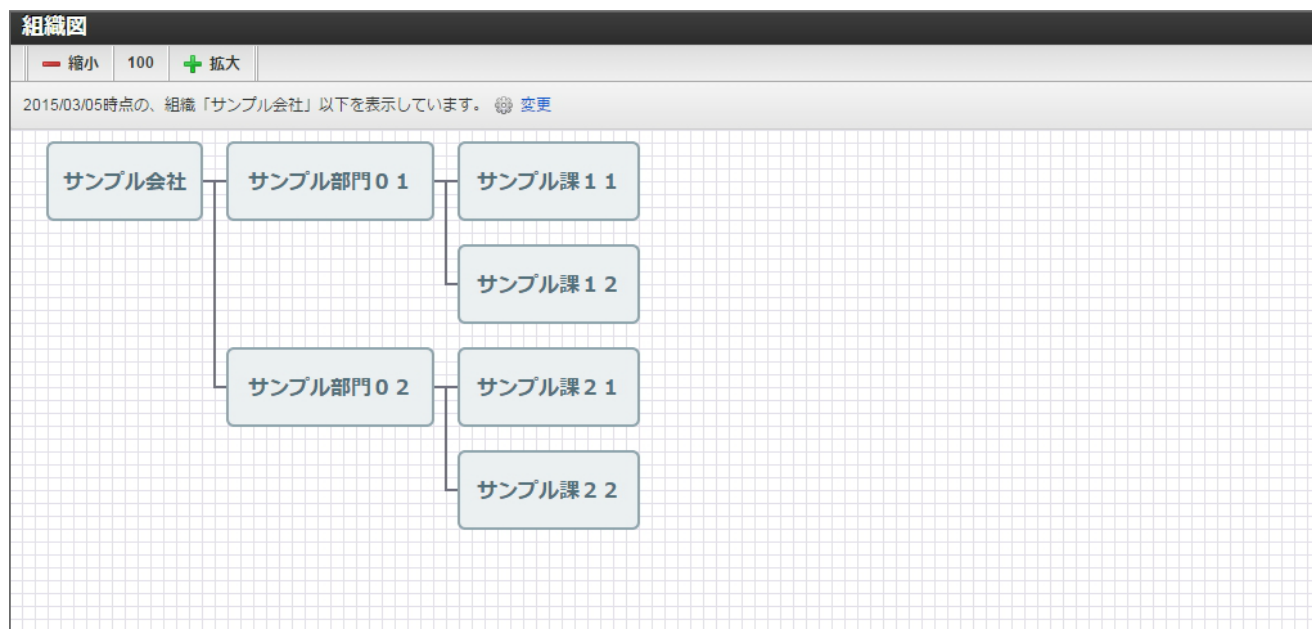 組織図
縮小 100 拡大
2015/03/05時点の、組織「サンプル会社」以下を表示しています。 変更
サンプル会社 サンプル部門０１ サンプル課１１
サンプル課１２
サンプル部門０２ サンプル課２１
サンプル課２２